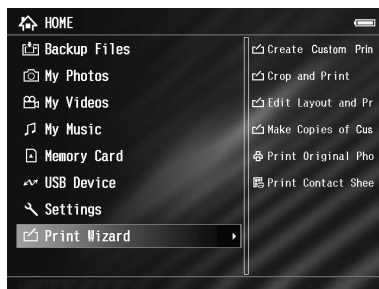 HOME
Backup Files
My Photos
My Videos
My Music
Memory Card
USB Device
Settings
Print Wizard
Create Custom Prin
Crop and Print
Edit Layout and Pr
Make Copies of Cus
Print Original Pho
Print Contact Shee